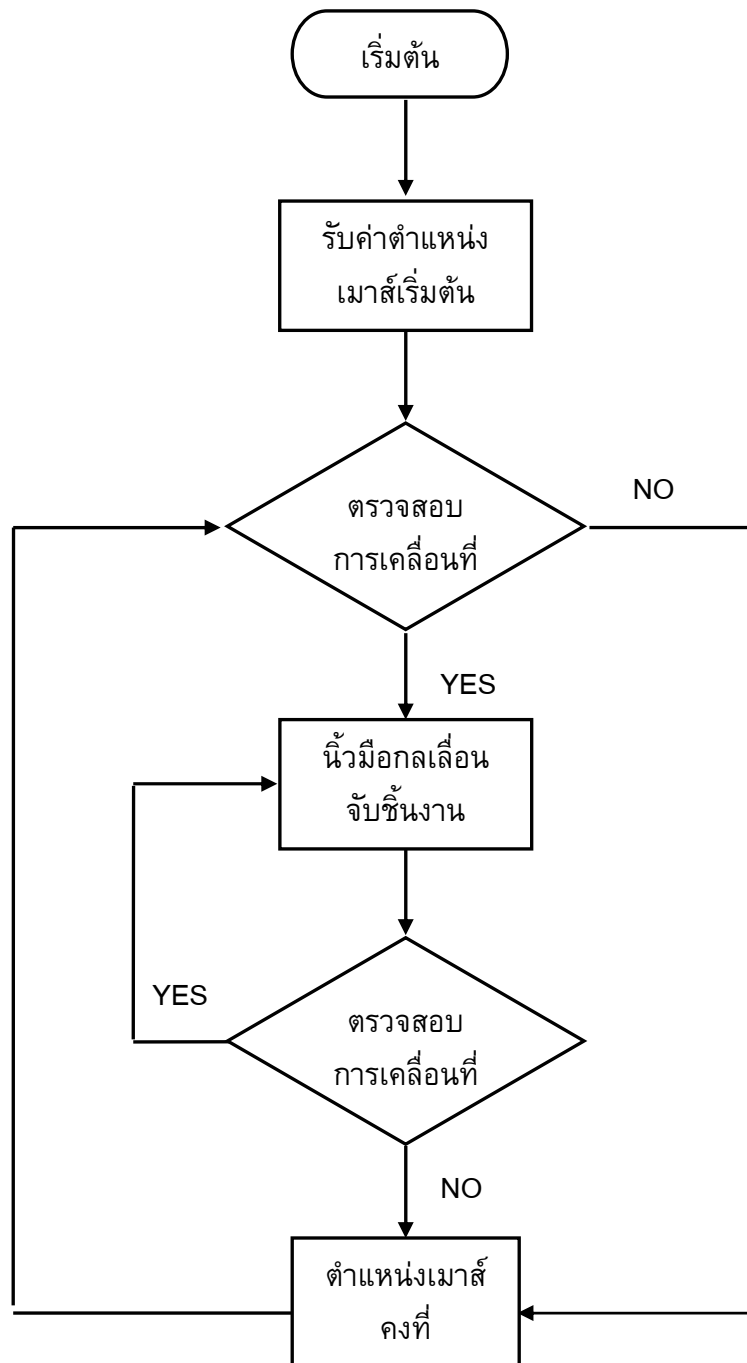 เริ่มต้น
รับค่าตำแหน่ง
เมาส์เริ่มต้น
ตรวจสอบ
การเคลื่อนที่
NO
YES
นิ้วมือกลเลื่อน
จับชิ้นงาน
ตรวจสอบ
การเคลื่อนที่
YES
NO
ตำแหน่งเมาส์
คงที่